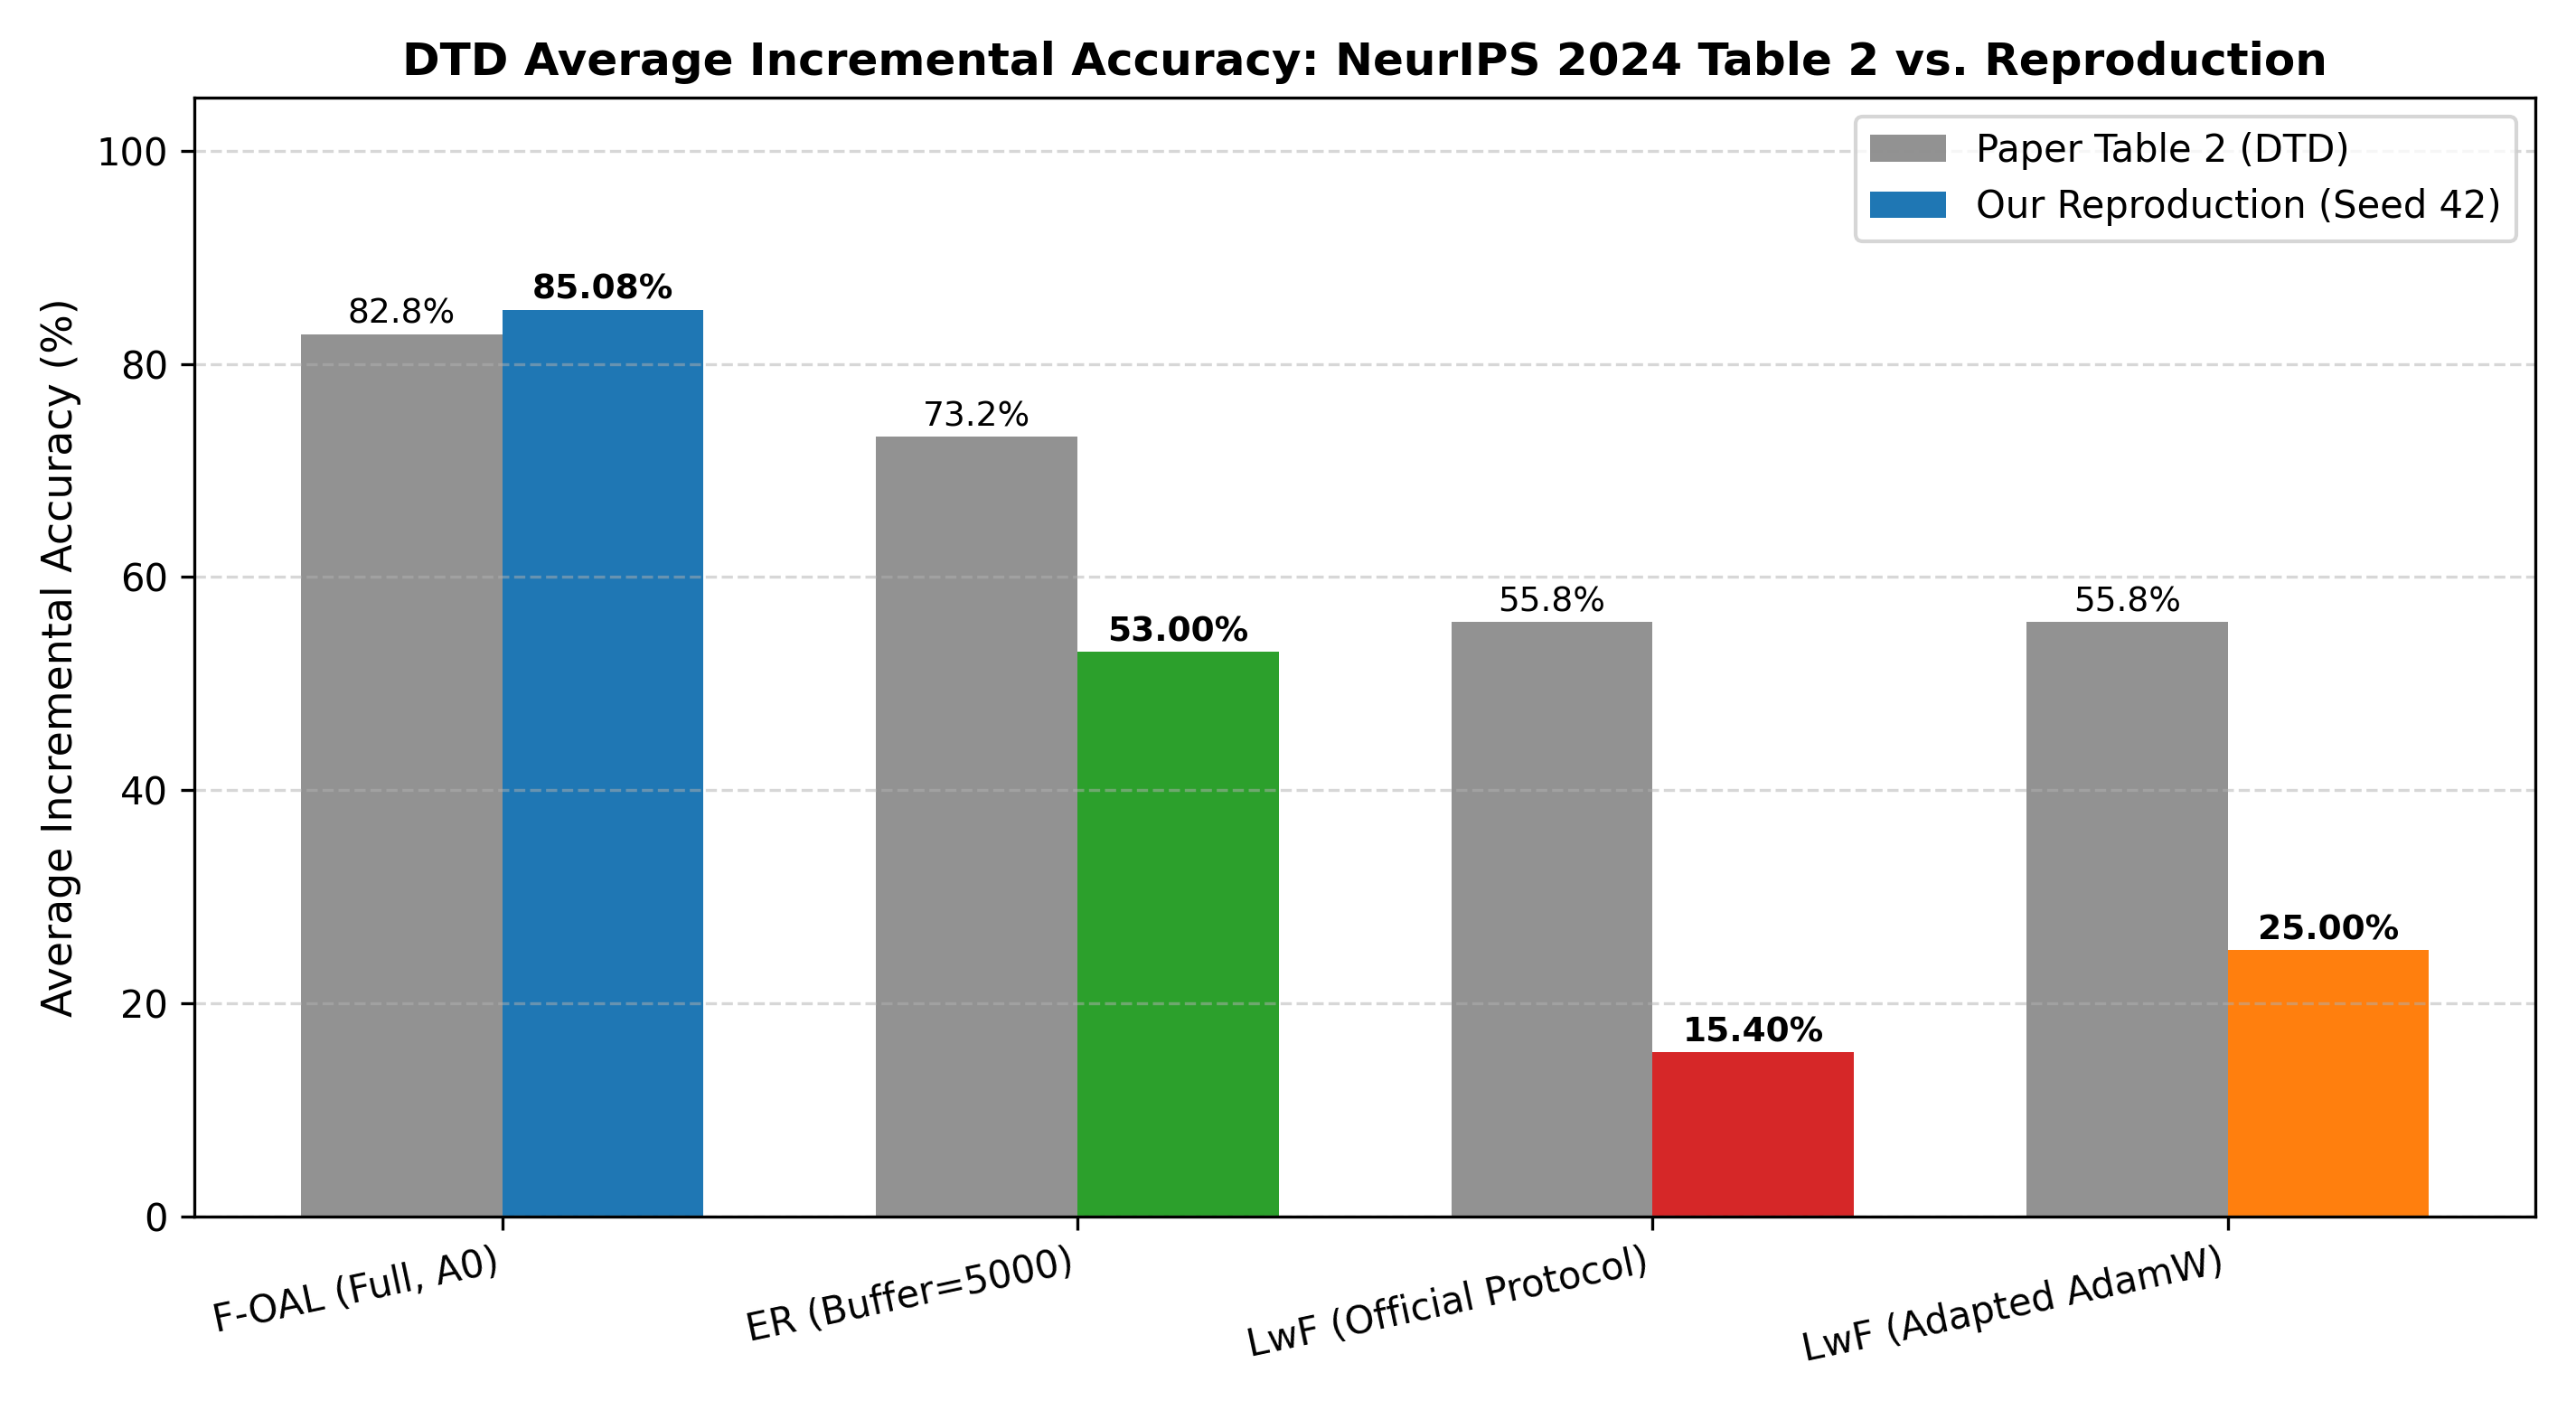 DTD Average Incremental Accuracy: NeurIPS 2024 Table 2 vs. Reproduction
Paper Table 2 (DTD)
Our Reproduction (Seed 42)
Average Incremental Accuracy (%)
100
80
60
40
20
0
82.8%
85.08%
73.2%
53.00%
55.8%
15.40%
55.8%
25.00%
F-OAL (Full, A0)
ER (Buffer=5000)
LwF (Official Protocol)
LwF (Adapted AdamW)